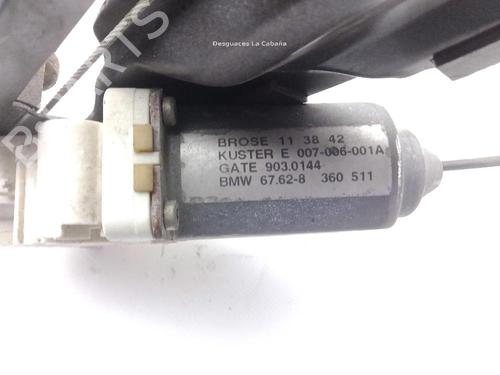 Desguaces La Cabaña
BROSE 11 38 42
KUSTER E 007-006-001A
GATE 903.0144
BMW 67.62-8 360 511
PARTS